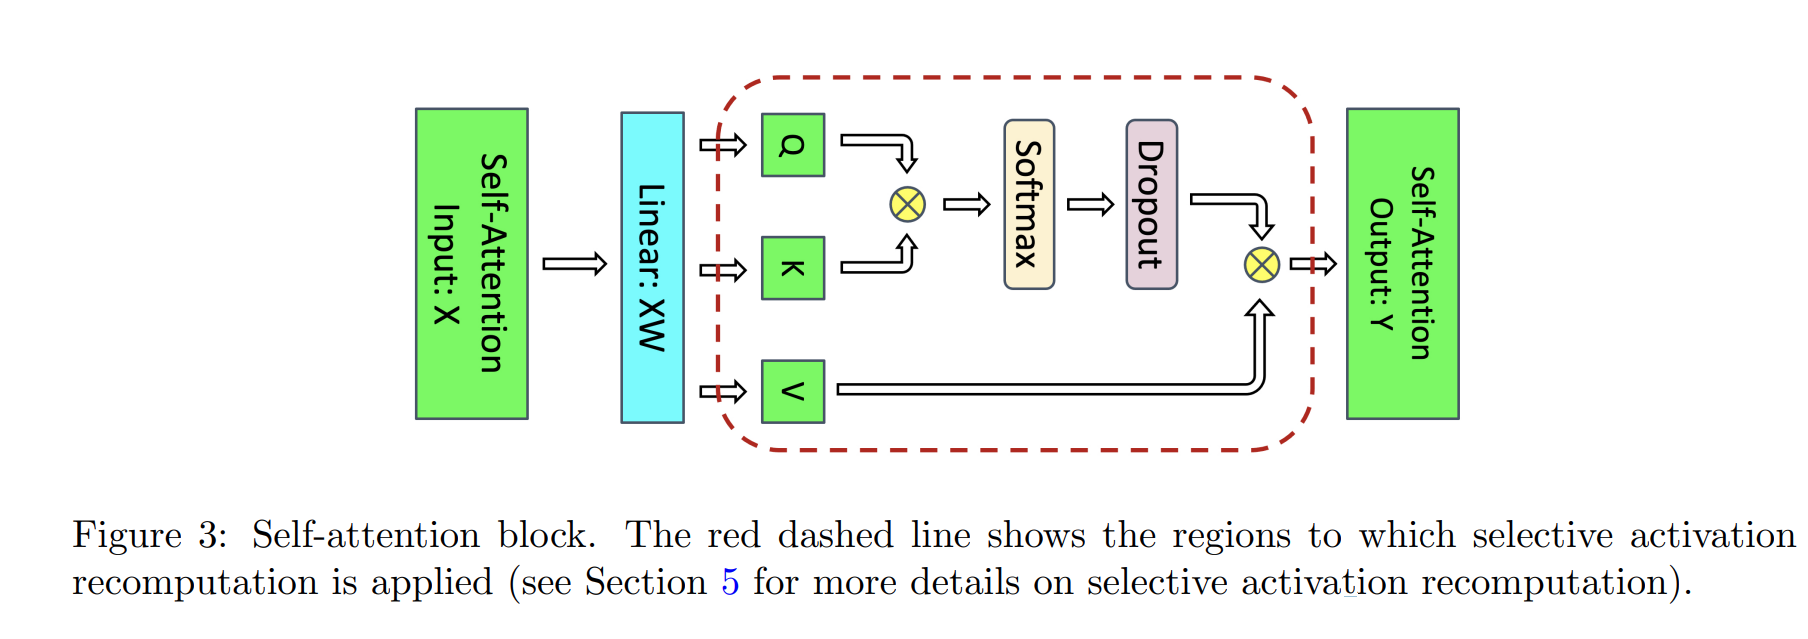 Self-Attention
Input: X
Linear: XW
Q
K
V
Softmax
Dropout
Self-Attention
Output: Y
Figure 3: Self-attention block. The red dashed line shows the regions to which selective activation
recomputation is applied (see Section 5 for more details on selective activation recomputation).